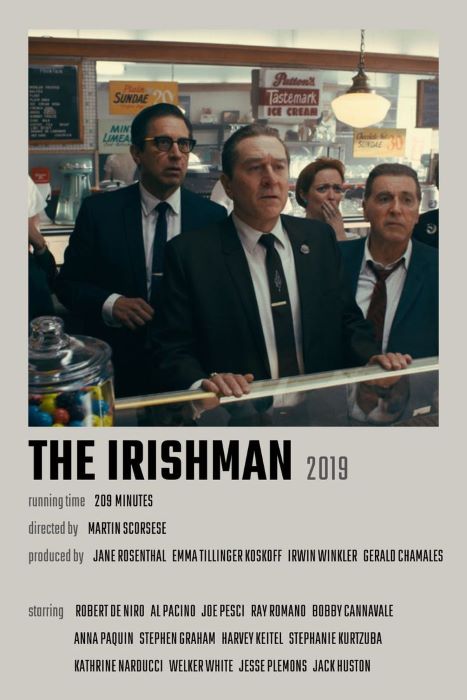 Fountain
Plain
SUNDAE 20
MINT
LIMEA
Patton's
Tastemark
ICE CREAM
Chocolate Nut
SUNDAE 30
THE IRISHMAN 2019
running time 209 MINUTES
directed by MARTIN SCORSESE
produced by JANE ROSENTHAL EMMA TILLINGER KOSKOFF IRWIN WINKLER GERALD CHAMALES
starring ROBERT DE NIRO AL PACINO JOE PESCI RAY ROMANO BOBBY CANNAVALE
ANNA PAQUIN STEPHEN GRAHAM HARVEY KEITEL STEPHANIE KURTZUBA
KATHRINE NARDUCCI WELKER WHITE JESSE PLEMONS JACK HUSTON